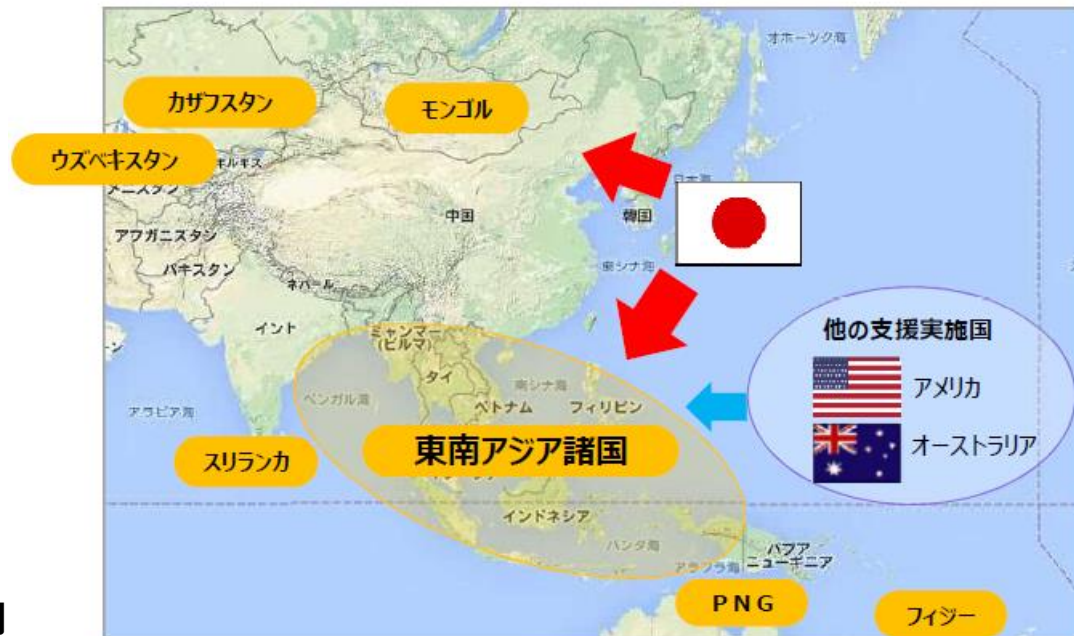 オホーツク海
カザフスタン
モンゴル
ウズベキスタン
キルギス
メニスタン
日本海
中国
韓国
アフガニスタン
パキスタン
東シナ海
ネパール
インド
ミャンマー
(ビルマ)
タイ
ベンガル湾
南シナ海
ベトナム
フィリピン
アラビア海
スリランカ
東南アジア諸国
インドネシア
バンダ海
アラフラ海
パプア
ニューギニア
PNG
フィジー
他の支援実施国
アメリカ
オーストラリア